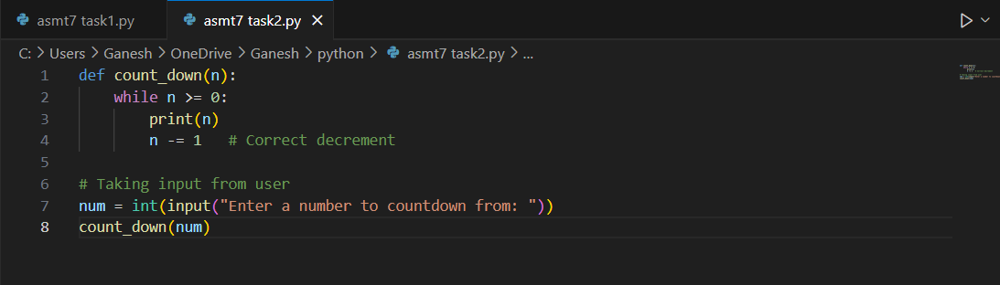 asmt7 task1.py asmt7 task2.py
C: > Users > Ganesh > OneDrive > Ganesh > python > asmt7 task2.py > ...
1 def count_down(n):
2     while n >= 0:
3         print(n)
4         n -= 1   # Correct decrement
5
6 # Taking input from user
7 num = int(input("Enter a number to countdown from: "))
8 count_down(num)